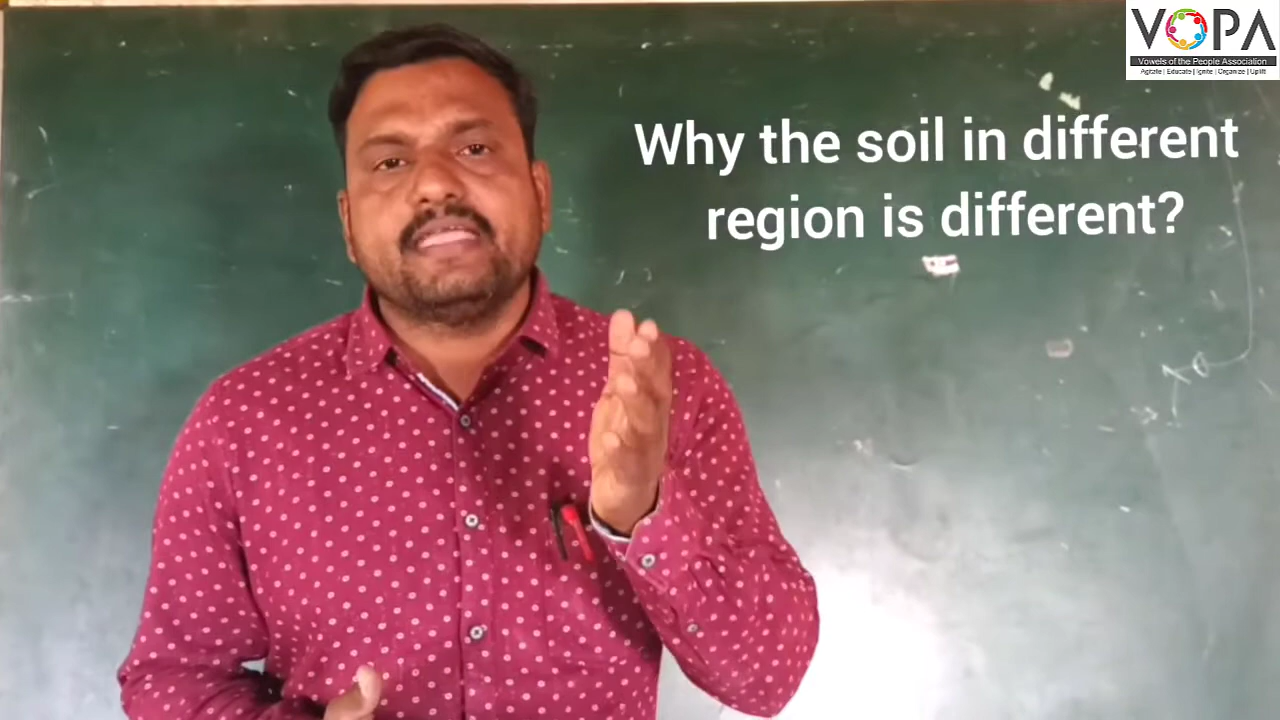 VOPA
Vowels of the People Association
Agitate | Educate | Ignite | Organize | Uplift
Why the soil in different
region is different?